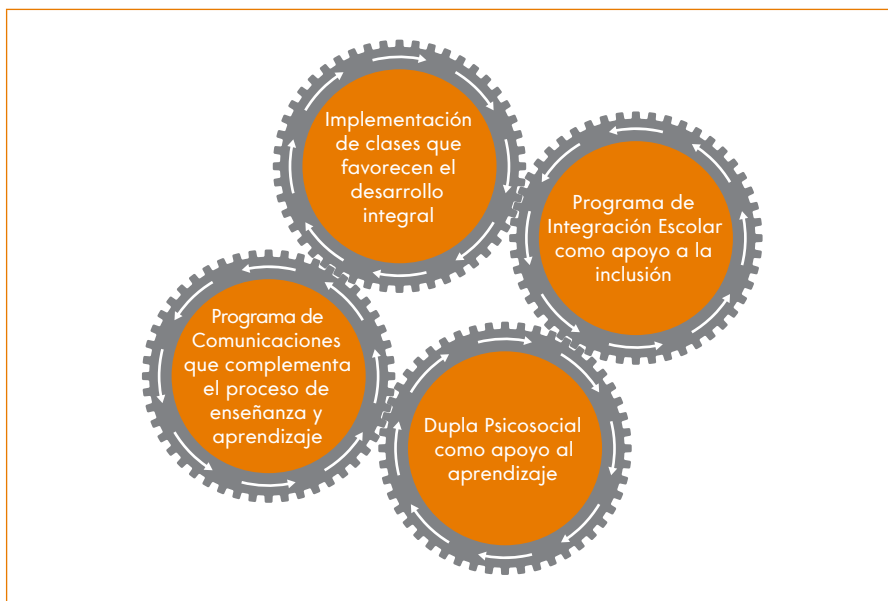 Implementación
de clases que
favorecen el
desarrollo
integral
Programa de
Integración Escolar
como apoyo a la
inclusión
Programa de
Comunicaciones
que complementa
el proceso de
enseñanza y
aprendizaje
Dupla Psicosocial
como apoyo al
aprendizaje